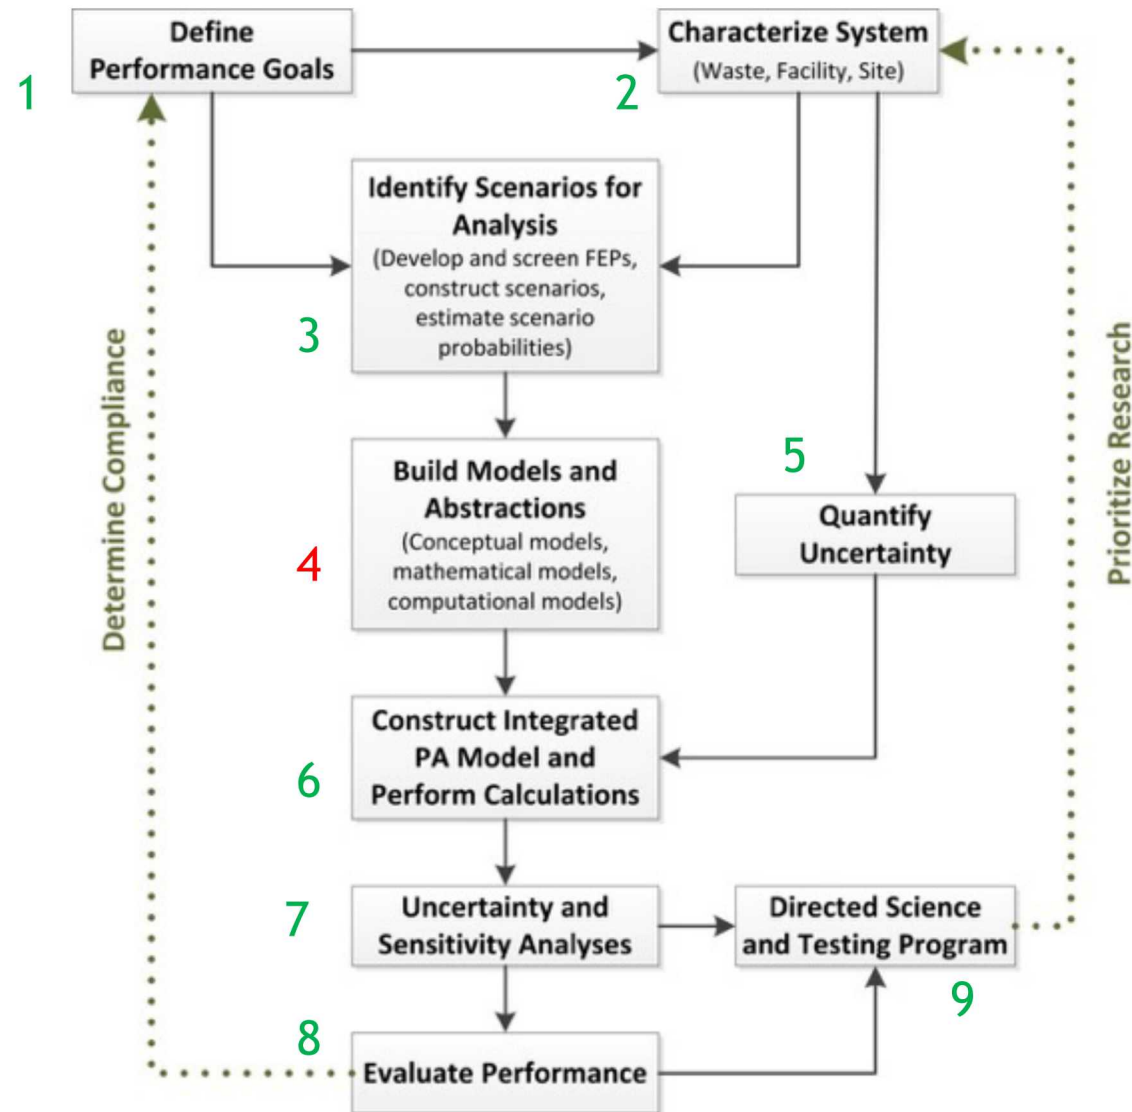 Define
Performance Goals
1
Characterize System
(Waste, Facility, Site)
2
Identify Scenarios for
Analysis
(Develop and screen FEPs,
construct scenarios,
estimate scenario
probabilities)
3
Build Models and
Abstractions
(Conceptual models,
mathematical models,
computational models)
4
5
Quantify
Uncertainty
Construct Integrated
PA Model and
Perform Calculations
6
Uncertainty and
Sensitivity Analyses
7
Directed Science
and Testing Program
9
8
Evaluate Performance
Determine Compliance
Prioritize Research